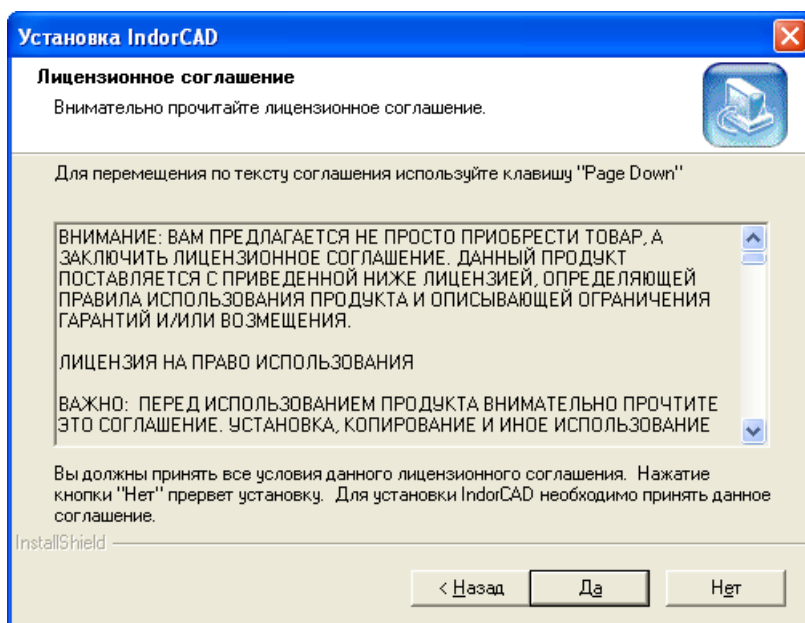 Установка IndorCAD
Лицензионное соглашение
Внимательно прочитайте лицензионное соглашение.
Для перемещения по тексту соглашения используйте клавишу "Page Down"
ВНИМАНИЕ: ВАМ ПРЕДЛАГАЕТСЯ НЕ ПРОСТО ПРИОБРЕСТИ ТОВАР, А
ЗАКЛЮЧИТЬ ЛИЦЕНЗИОННОЕ СОГЛАШЕНИЕ. ДАННЫЙ ПРОДУКТ
ПОСТАВЛЯЕТСЯ С ПРИВЕДЕННОЙ НИЖЕ ЛИЦЕНЗИЕЙ, ОПРЕДЕЛЯЮЩЕЙ
ПРАВИЛА ИСПОЛЬЗОВАНИЯ ПРОДУКТА И ОПИСЫВАЮЩЕЙ ОГРАНИЧЕНИЯ
ГАРАНТИЙ И/ИЛИ ВОЗМЕЩЕНИЯ.
ЛИЦЕНЗИЯ НА ПРАВО ИСПОЛЬЗОВАНИЯ
ВАЖНО:  ПЕРЕД ИСПОЛЬЗОВАНИЕМ ПРОДУКТА ВНИМАТЕЛЬНО ПРОЧТИТЕ
ЭТО СОГЛАШЕНИЕ. УСТАНОВКА, КОПИРОВАНИЕ И ИНОЕ ИСПОЛЬЗОВАНИЕ
Вы должны принять все условия данного лицензионного соглашения.  Нажатие
кнопки "Нет" прервет установку.  Для установки IndorCAD необходимо принять данное
соглашение.
InstallShield
< Назад Да Нет